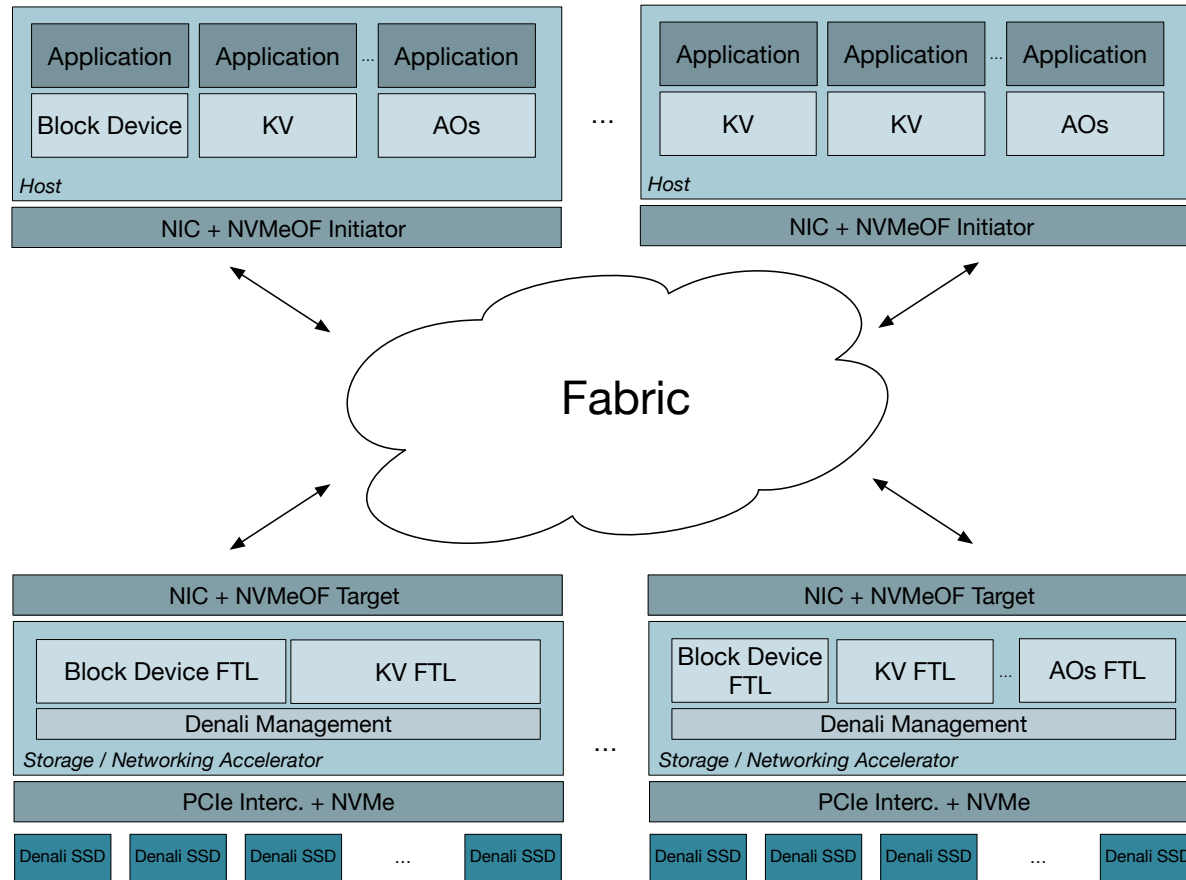 Application Application ... Application
Block Device KV AOs
Host
NIC + NVMeOF Initiator
...
Application Application ... Application
KV KV AOs
Host
NIC + NVMeOF Initiator
Fabric
NIC + NVMeOF Target
Block Device FTL KV FTL
Denali Management
Storage / Networking Accelerator
PCIe Interc. + NVMe
Denali SSD Denali SSD Denali SSD ... Denali SSD
...
NIC + NVMeOF Target
Block Device
FTL
KV FTL ... AOs FTL
Denali Management
Storage / Networking Accelerator
PCIe Interc. + NVMe
Denali SSD Denali SSD Denali SSD ... Denali SSD